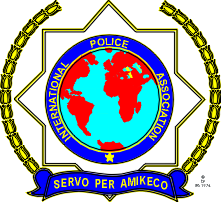 INTERNATIONAL POLICE ASSOCIATION
SERVO PER AMIKECO